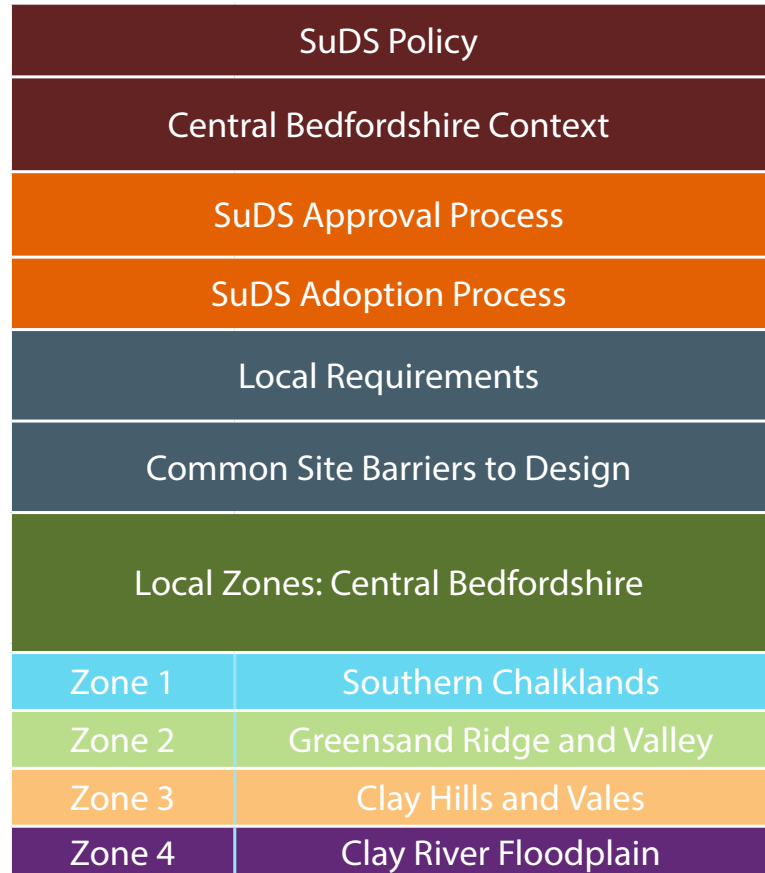 SuDS Policy
Central Bedfordshire Context
SuDS Approval Process
SuDS Adoption Process
Local Requirements
Common Site Barriers to Design
Local Zones: Central Bedfordshire
Zone 1 Southern Chalklands
Zone 2 Greensand Ridge and Valley
Zone 3 Clay Hills and Vales
Zone 4 Clay River Floodplain